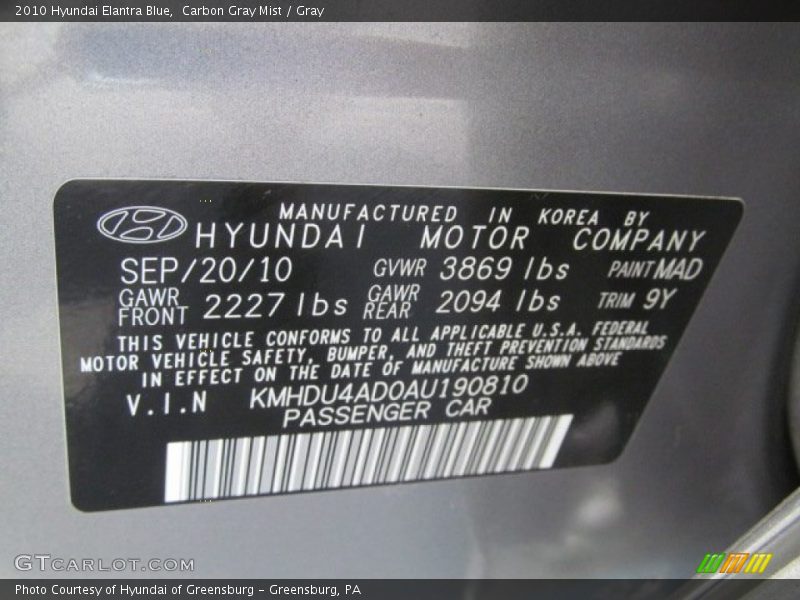 2010 Hyundai Elantra Blue, Carbon Gray Mist / Gray
MANUFACTURED IN KOREA BY
HYUNDAI MOTOR COMPANY
SEP/20/10 GVWR 3869 lbs PAINT MAD
GAWR FRONT 2227 lbs GAWR REAR 2094 lbs TRIM 9Y
THIS VEHICLE CONFORMS TO ALL APPLICABLE U.S.A. FEDERAL
MOTOR VEHICLE SAFETY, BUMPER, AND THEFT PREVENTION STANDARDS
IN EFFECT ON THE DATE OF MANUFACTURE SHOWN ABOVE
V.I.N KMHDU4AD0AU190810
PASSENGER CAR
GTCARLOT.COM
Photo Courtesy of Hyundai of Greensburg - Greensburg, PA